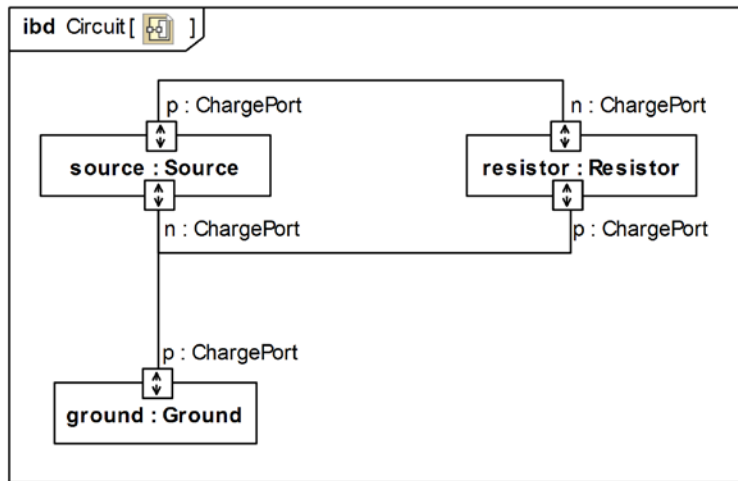 ibd Circuit[ ]
p : ChargePort
n : ChargePort
source : Source
resistor : Resistor
n : ChargePort
p : ChargePort
p : ChargePort
ground : Ground